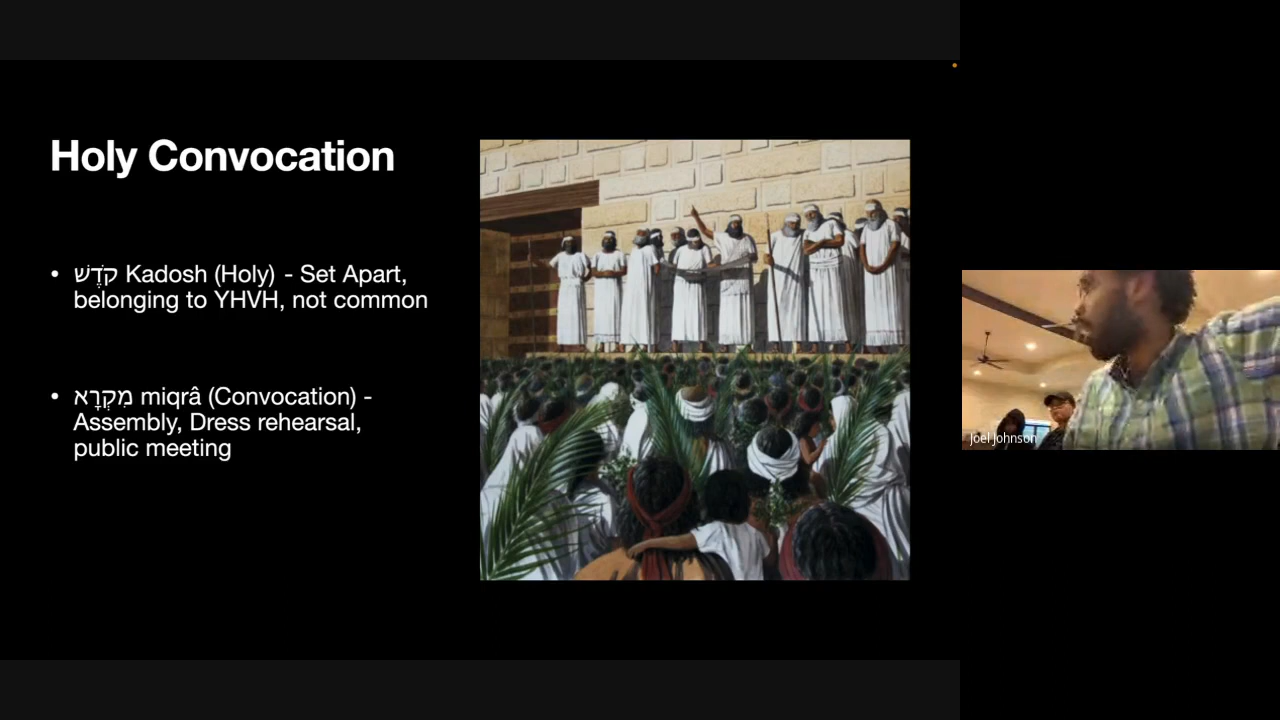 Holy Convocation
• קֹדֶשׁ Kadosh (Holy) - Set Apart,
belonging to YHVH, not common
• מִקְרָא miqrâ (Convocation) -
Assembly, Dress rehearsal,
public meeting
Joel Johnson